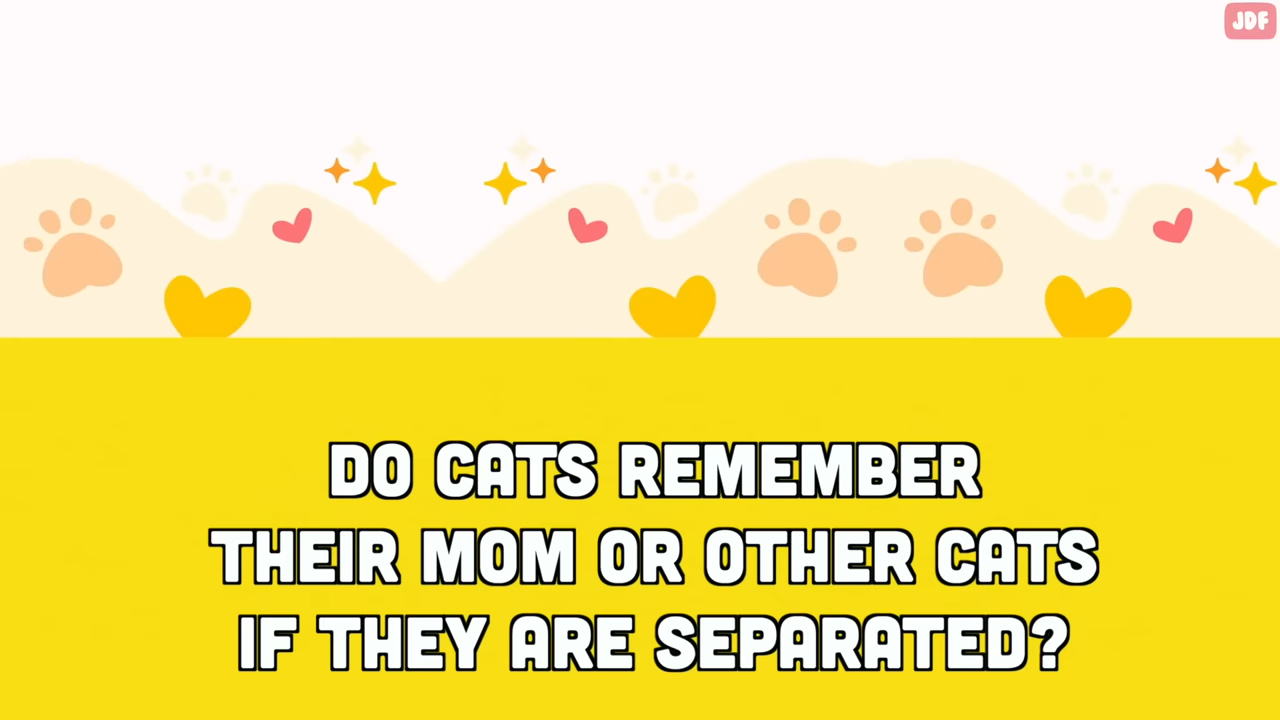 JDF
DO CATS REMEMBER
THEIR MOM OR OTHER CATS
IF THEY ARE SEPARATED?